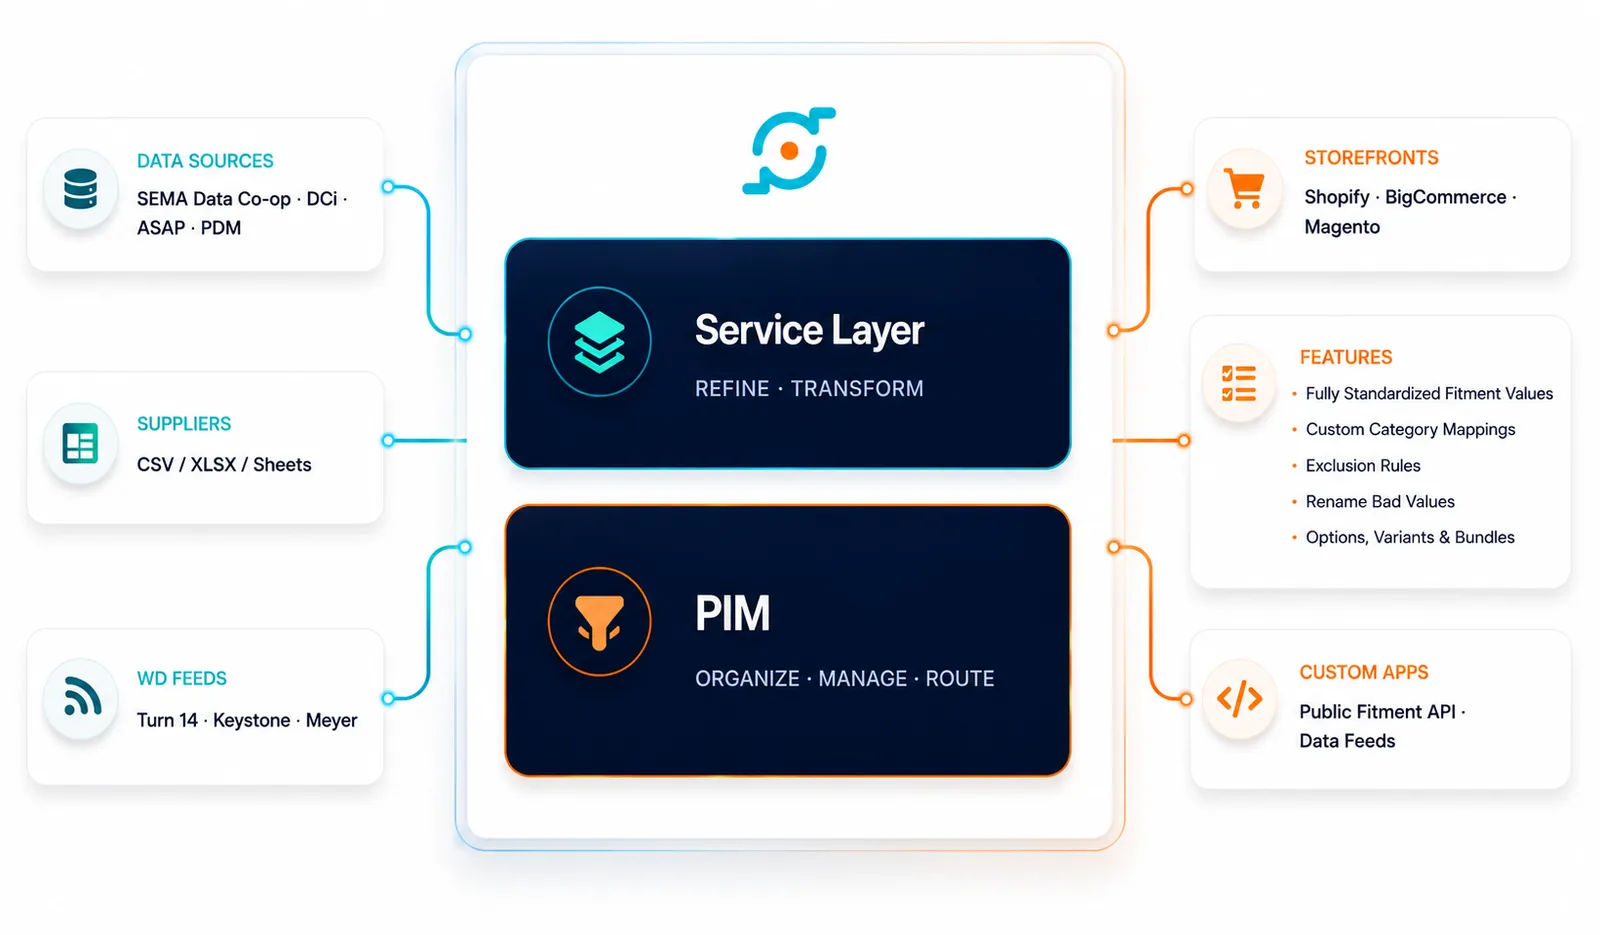 DATA SOURCES
SEMA Data Co-op · DCi ·
ASAP · PDM
SUPPLIERS
CSV / XLSX / Sheets
WD FEEDS
Turn 14 · Keystone · Meyer
Service Layer
REFINE · TRANSFORM
PIM
ORGANIZE · MANAGE · ROUTE
STOREFRONTS
Shopify · BigCommerce ·
Magento
FEATURES
• Fully Standardized Fitment Values
• Custom Category Mappings
• Exclusion Rules
• Rename Bad Values
• Options, Variants & Bundles
CUSTOM APPS
Public Fitment API ·
Data Feeds